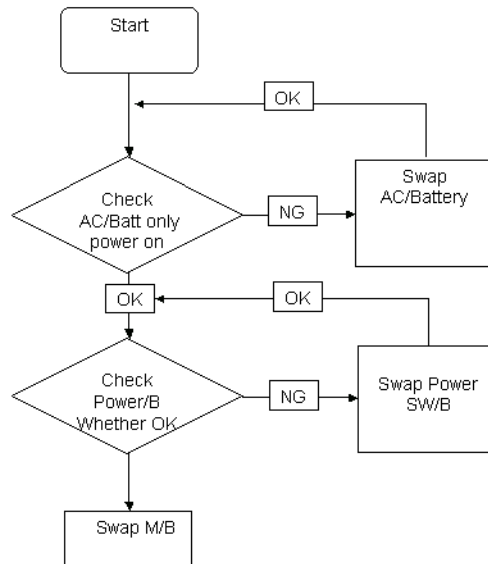 Start
OK
Check
AC/Batt only
power on
NG
Swap
AC/Battery
OK
OK
Check
Power/B
Whether OK
NG
Swap Power
SW/B
Swap M/B